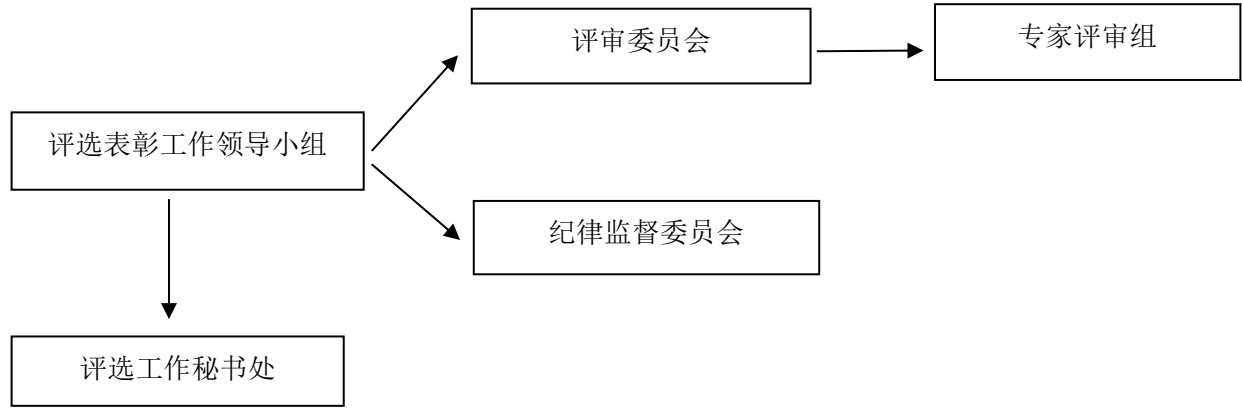 评审委员会
专家评审组
评选表彰工作领导小组
纪律监督委员会
评选工作秘书处